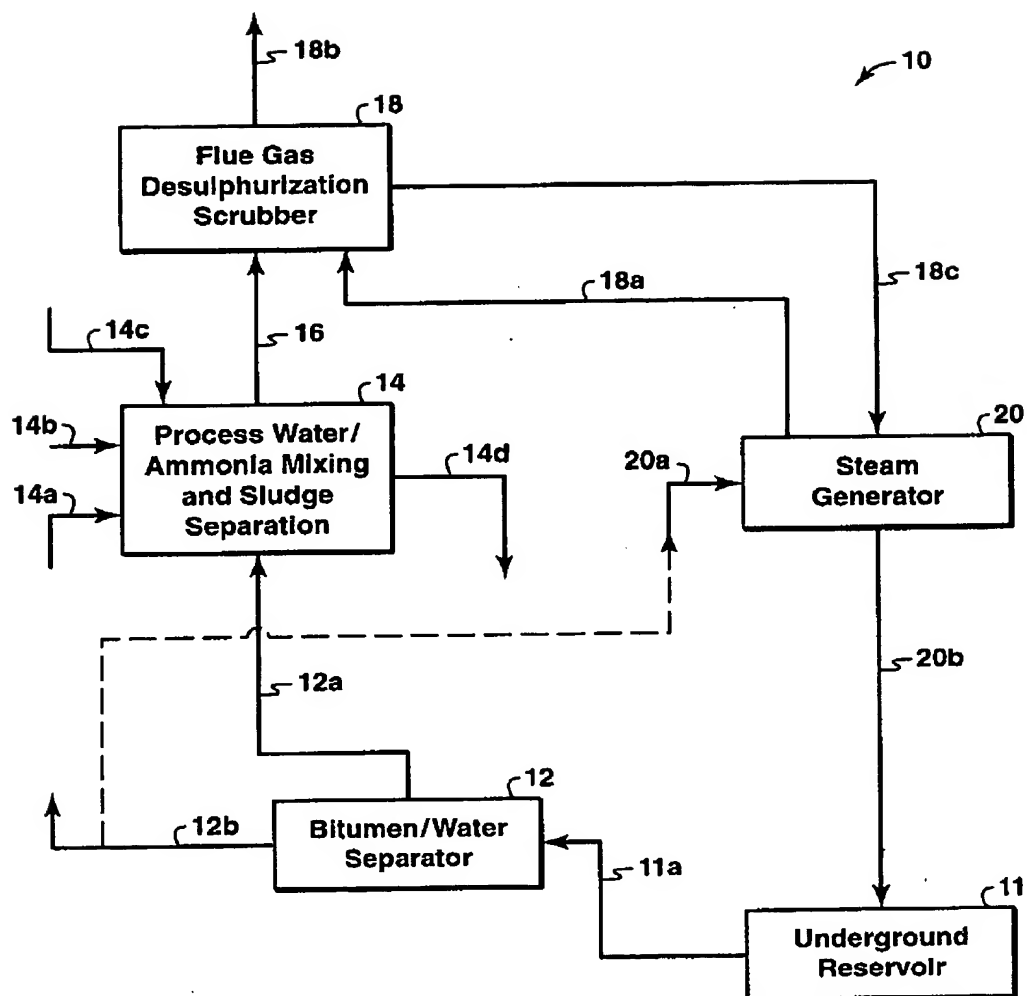 18b
10
18
Flue Gas
Desulphurization
Scrubber
18a
18c
14c
16
14
14b
Process Water/
Ammonia Mixing
and Sludge
Separation
14d
14a
20
20a
Steam
Generator
12a
20b
12
12b
Bitumen/Water
Separator
11a
11
Underground
Reservoir